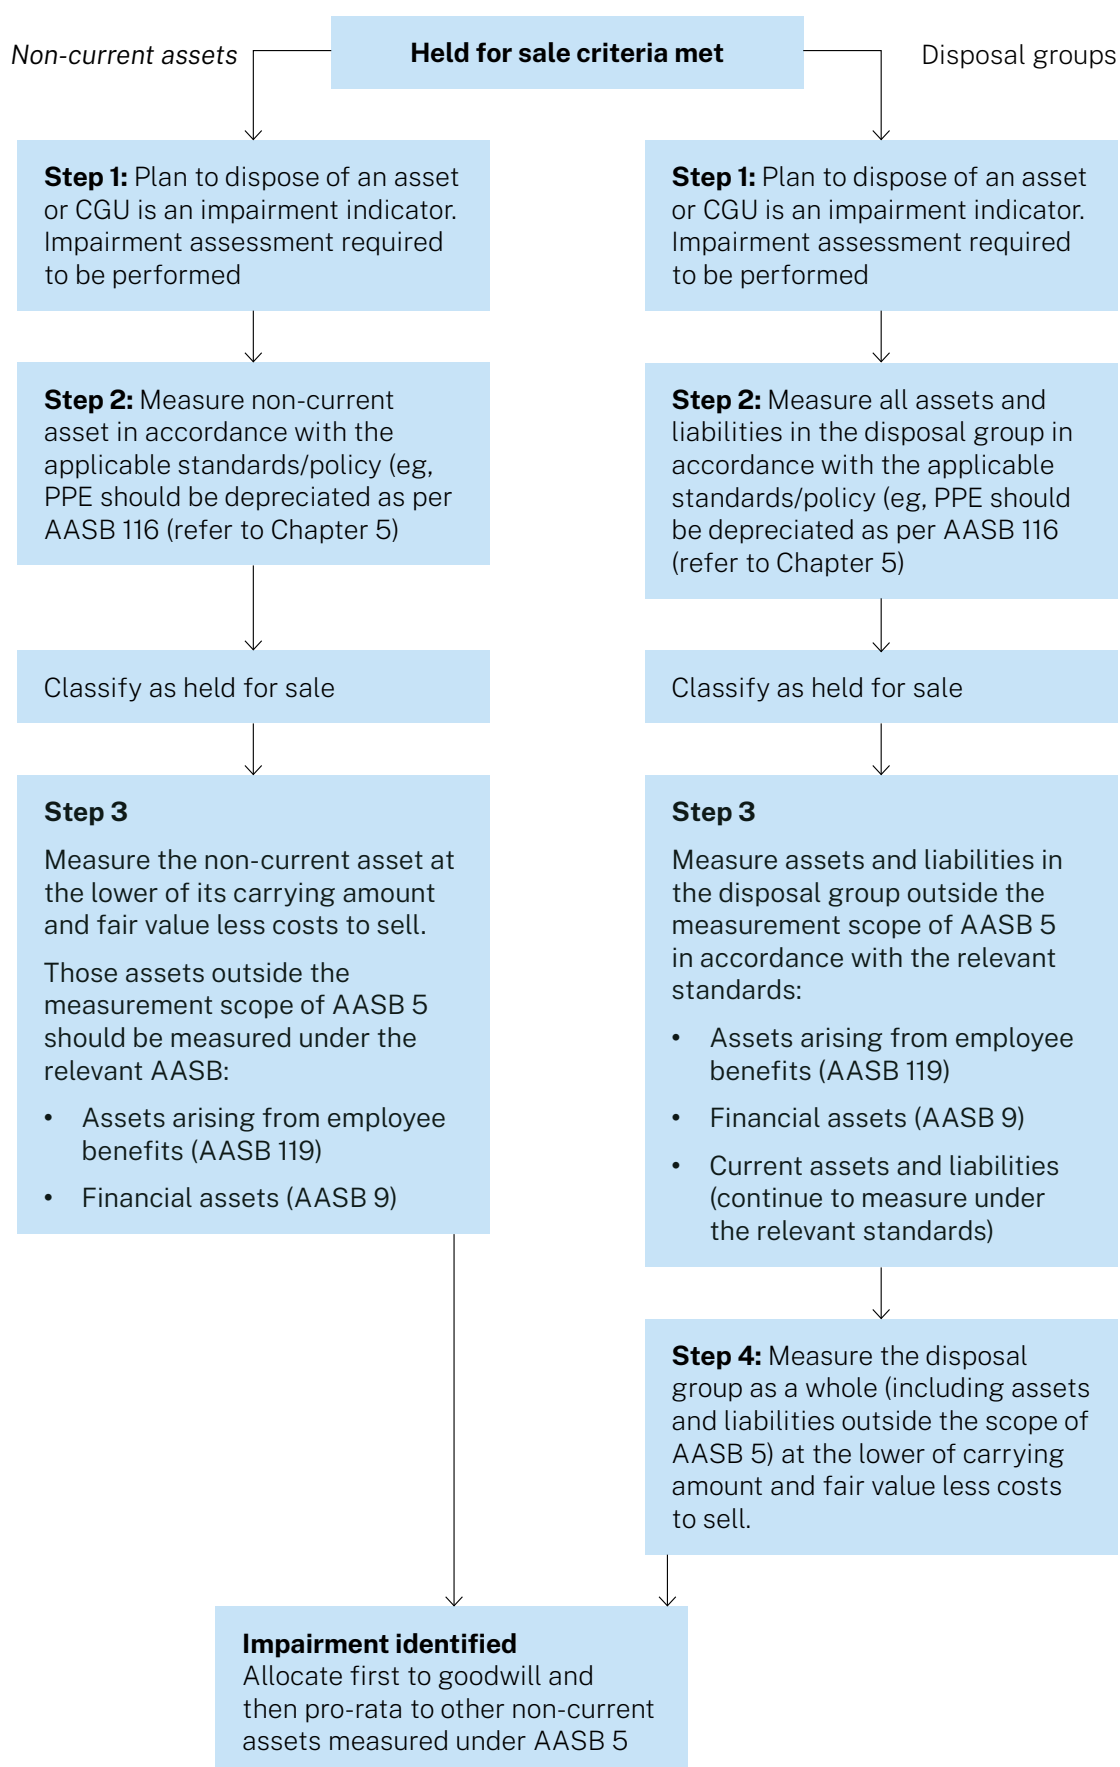 Held for sale criteria met
Non-current assets
Step 1: Plan to dispose of an asset
or CGU is an impairment indicator.
Impairment assessment required
to be performed
Step 2: Measure non-current
asset in accordance with the
applicable standards/policy (eg,
PPE should be depreciated as per
AASB 116 (refer to Chapter 5)
Classify as held for sale
Step 3
Measure the non-current asset at
the lower of its carrying amount
and fair value less costs to sell.
Those assets outside the
measurement scope of AASB 5
should be measured under the
relevant AASB:
• Assets arising from employee
benefits (AASB 119)
• Financial assets (AASB 9)
Disposal groups
Step 1: Plan to dispose of an asset
or CGU is an impairment indicator.
Impairment assessment required
to be performed
Step 2: Measure all assets and
liabilities in the disposal group in
accordance with the applicable
standards/policy (eg, PPE should
be depreciated as per AASB 116
(refer to Chapter 5)
Classify as held for sale
Step 3
Measure assets and liabilities in
the disposal group outside the
measurement scope of AASB 5
in accordance with the relevant
standards:
• Assets arising from employee
benefits (AASB 119)
• Financial assets (AASB 9)
• Current assets and liabilities
(continue to measure under
the relevant standards)
Step 4: Measure the disposal
group as a whole (including assets
and liabilities outside the scope of
AASB 5) at the lower of carrying
amount and fair value less costs
to sell.
Impairment identified
Allocate first to goodwill and
then pro-rata to other non-current
assets measured under AASB 5